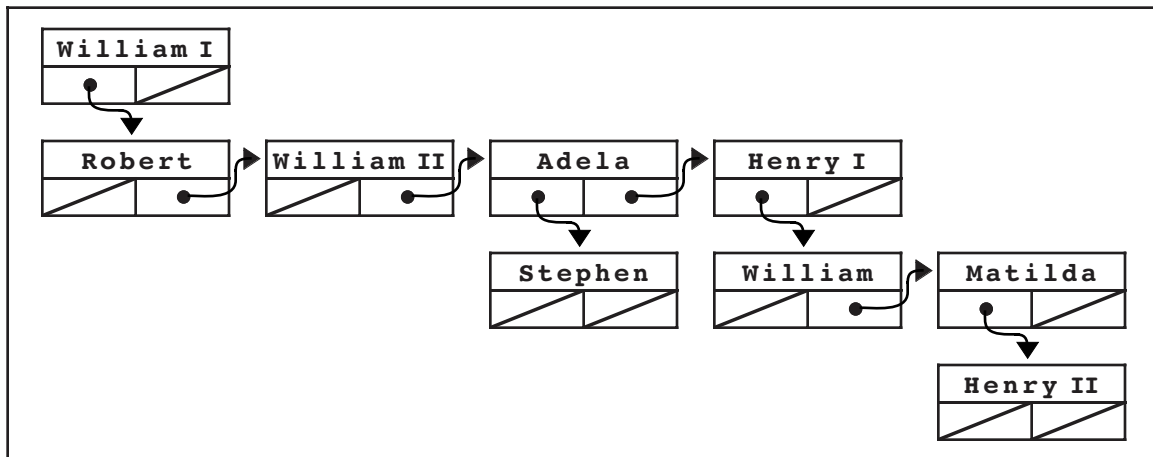 William I
Robert
William II
Adela
Henry I
Stephen
William
Matilda
Henry II